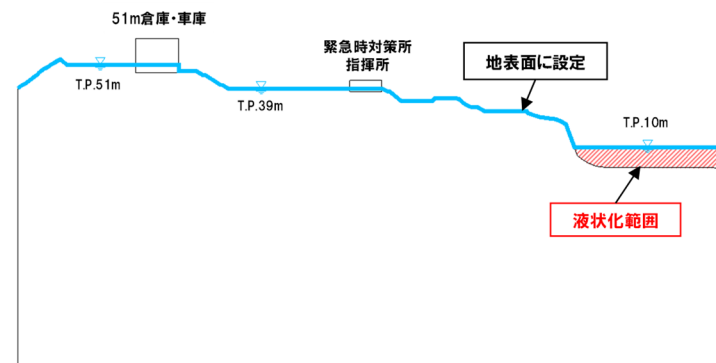 51m倉庫・車庫
緊急時対策所
指揮所
地表面に設定
T.P.51m
T.P.39m
T.P.10m
液状化範囲